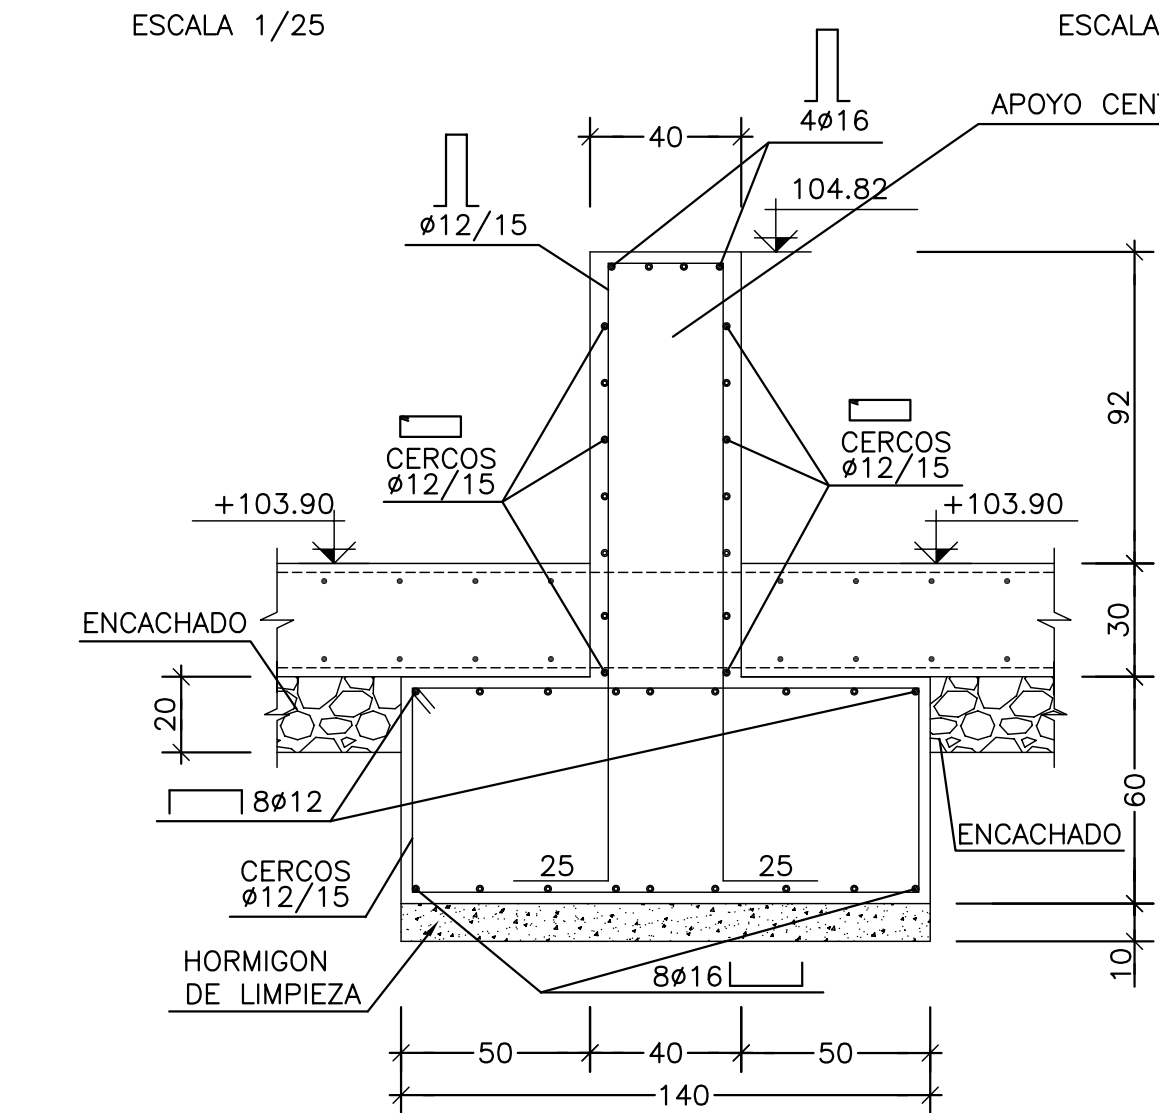 ESCALA 1/25
ESCALA
APOYO CEN
4ø16
40
104.82
ø12/15
92
CERCOS
ø12/15
CERCOS
ø12/15
+103.90
+103.90
30
ENCACHADO
20
8ø12
60
ENCACHADO
25
25
CERCOS
ø12/15
HORMIGON
DE LIMPIEZA
8ø16
10
50
40
50
140